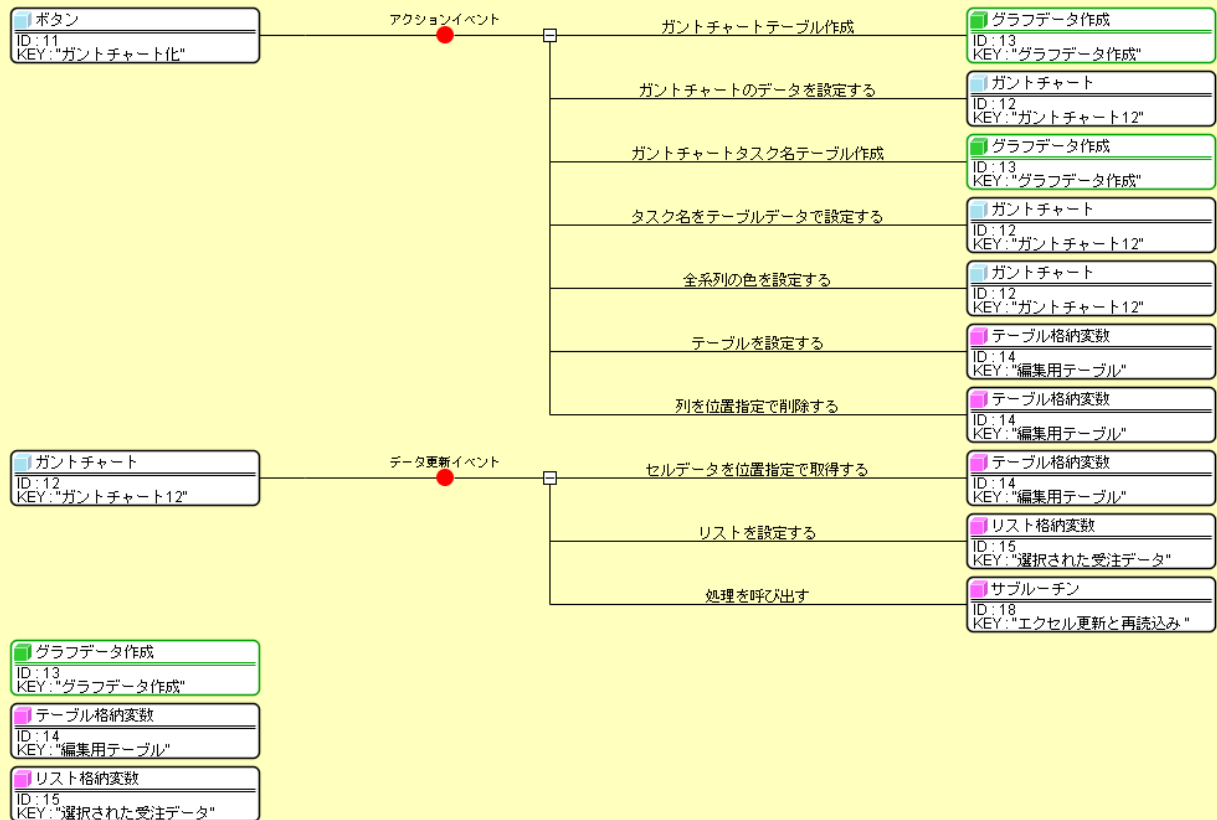 ボタン
ID : 11
KEY : "ガントチャート化"
アクションイベント
ガントチャートテーブル作成
グラフデータ作成
ID : 13
KEY : "グラフデータ作成"
ガントチャートのデータを設定する
ガントチャート
ID : 12
KEY : "ガントチャート12"
ガントチャートタスク名テーブル作成
グラフデータ作成
ID : 13
KEY : "グラフデータ作成"
タスク名をテーブルデータで設定する
ガントチャート
ID : 12
KEY : "ガントチャート12"
全系列の色を設定する
ガントチャート
ID : 12
KEY : "ガントチャート12"
テーブルを設定する
テーブル格納変数
ID : 14
KEY : "編集用テーブル"
列を位置指定で削除する
テーブル格納変数
ID : 14
KEY : "編集用テーブル"
ガントチャート
ID : 12
KEY : "ガントチャート12"
データ更新イベント
セルデータを位置指定で取得する
テーブル格納変数
ID : 14
KEY : "編集用テーブル"
リストを設定する
リスト格納変数
ID : 15
KEY : "選択された受注データ"
処理を呼び出す
サブルーチン
ID : 18
KEY : "エクセル更新と再読込み "
グラフデータ作成
ID : 13
KEY : "グラフデータ作成"
テーブル格納変数
ID : 14
KEY : "編集用テーブル"
リスト格納変数
ID : 15
KEY : "選択された受注データ"